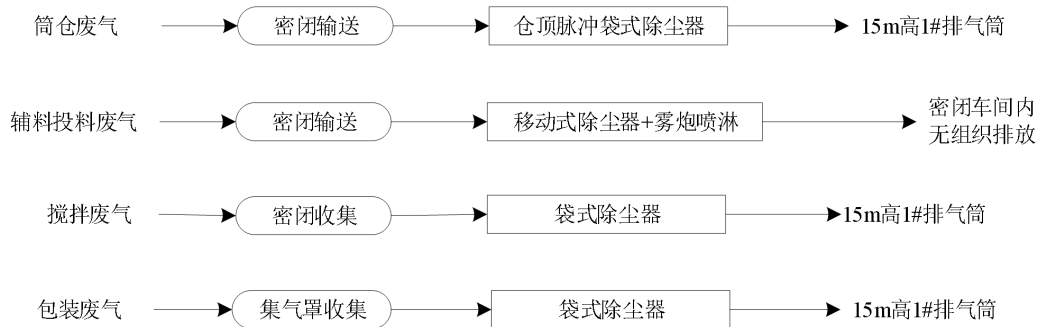 筒仓废气
密闭输送
仓顶脉冲袋式除尘器
15m高1#排气筒
辅料投料废气
密闭输送
移动式除尘器+雾炮喷淋
密闭车间内
无组织排放
搅拌废气
密闭收集
袋式除尘器
15m高1#排气筒
包装废气
集气罩收集
袋式除尘器
15m高1#排气筒